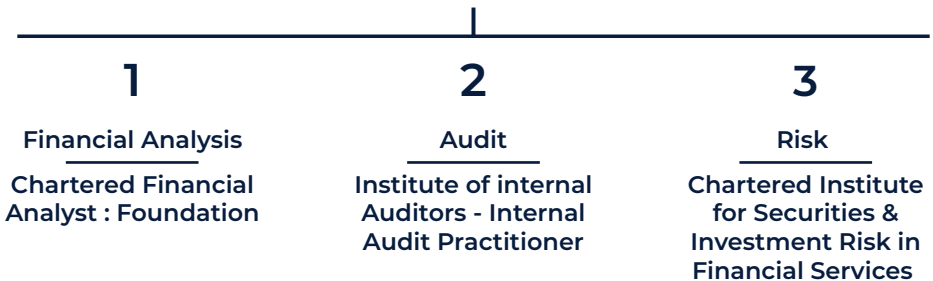 1
Financial Analysis
Chartered Financial
Analyst : Foundation
2
Audit
Institute of internal
Auditors - Internal
Audit Practitioner
3
Risk
Chartered Institute
for Securities &
Investment Risk in
Financial Services